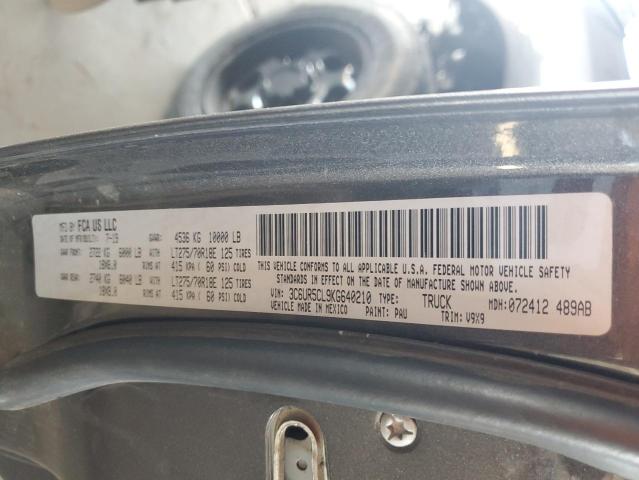 MFD BY FCA US LLC
DATE OF MFR(BUILT): 7-19 GVWR: 4536 KG 10000 LB
GAWR FRONT: 2722 KG 6000 LB WITH LT275/70R18E 125 TIRES
18X8.0 RIMS AT 415 KPA ( 60 PSI) COLD
GAWR REAR: 2740 KG 6040 LB WITH LT275/70R18E 125 TIRES
18X8.0 RIMS AT 415 KPA ( 60 PSI) COLD
THIS VEHICLE CONFORMS TO ALL APPLICABLE U.S.A. FEDERAL MOTOR VEHICLE SAFETY
STANDARDS IN EFFECT ON THE DATE OF MANUFACTURE SHOWN ABOVE.
VIN: 3C6UR5CL9KG640210 TYPE: TRUCK MDH: 072412 489AB
VEHICLE MADE IN MEXICO PAINT: PAU TRIM: V9X9